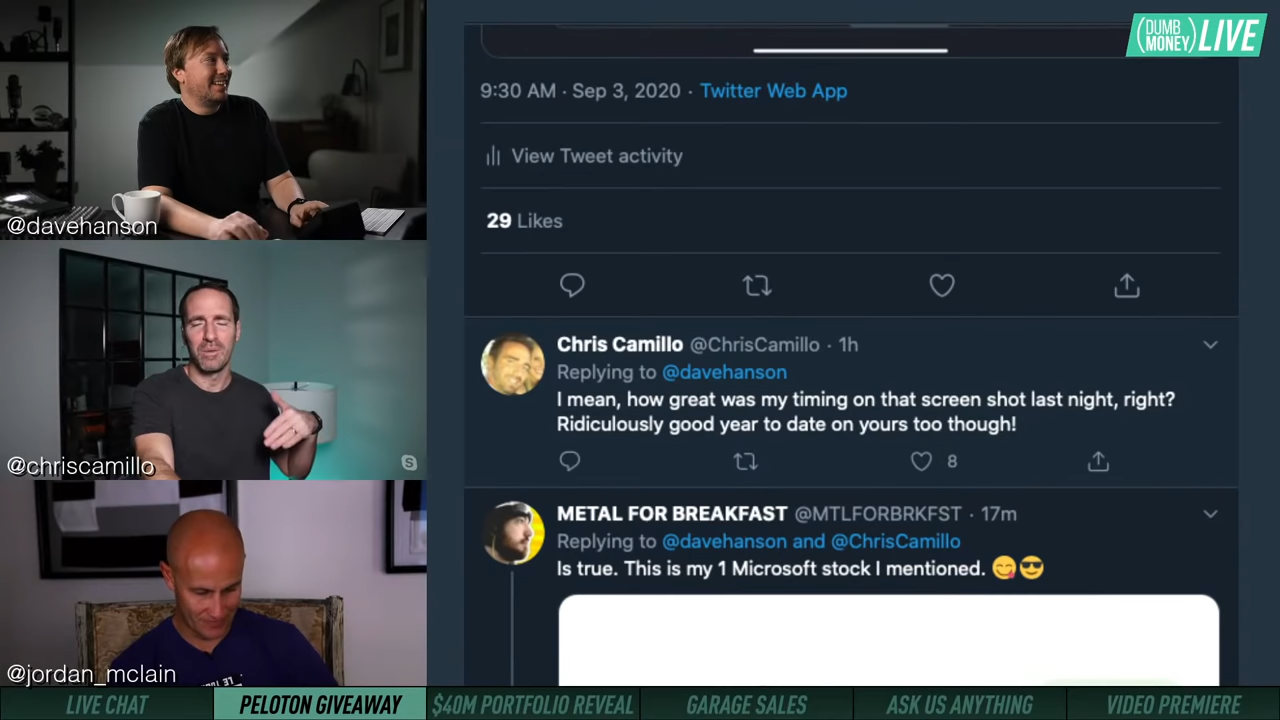 (DUMB MONEY) LIVE
@davehanson
@chriscamillo
@jordan_mclain
9:30 AM · Sep 3, 2020 · Twitter Web App
View Tweet activity
29 Likes
Chris Camillo @ChrisCamillo · 1h
Replying to @davehanson
I mean, how great was my timing on that screen shot last night, right?
Ridiculously good year to date on yours too though!
8
METAL FOR BREAKFAST @MTLFORBRKFST · 17m
Replying to @davehanson and @ChrisCamillo
Is true. This is my 1 Microsoft stock I mentioned. 😋😎
LIVE CHAT
PELOTON GIVEAWAY
$40M PORTFOLIO REVEAL
GARAGE SALES
ASK US ANYTHING
VIDEO PREMIERE